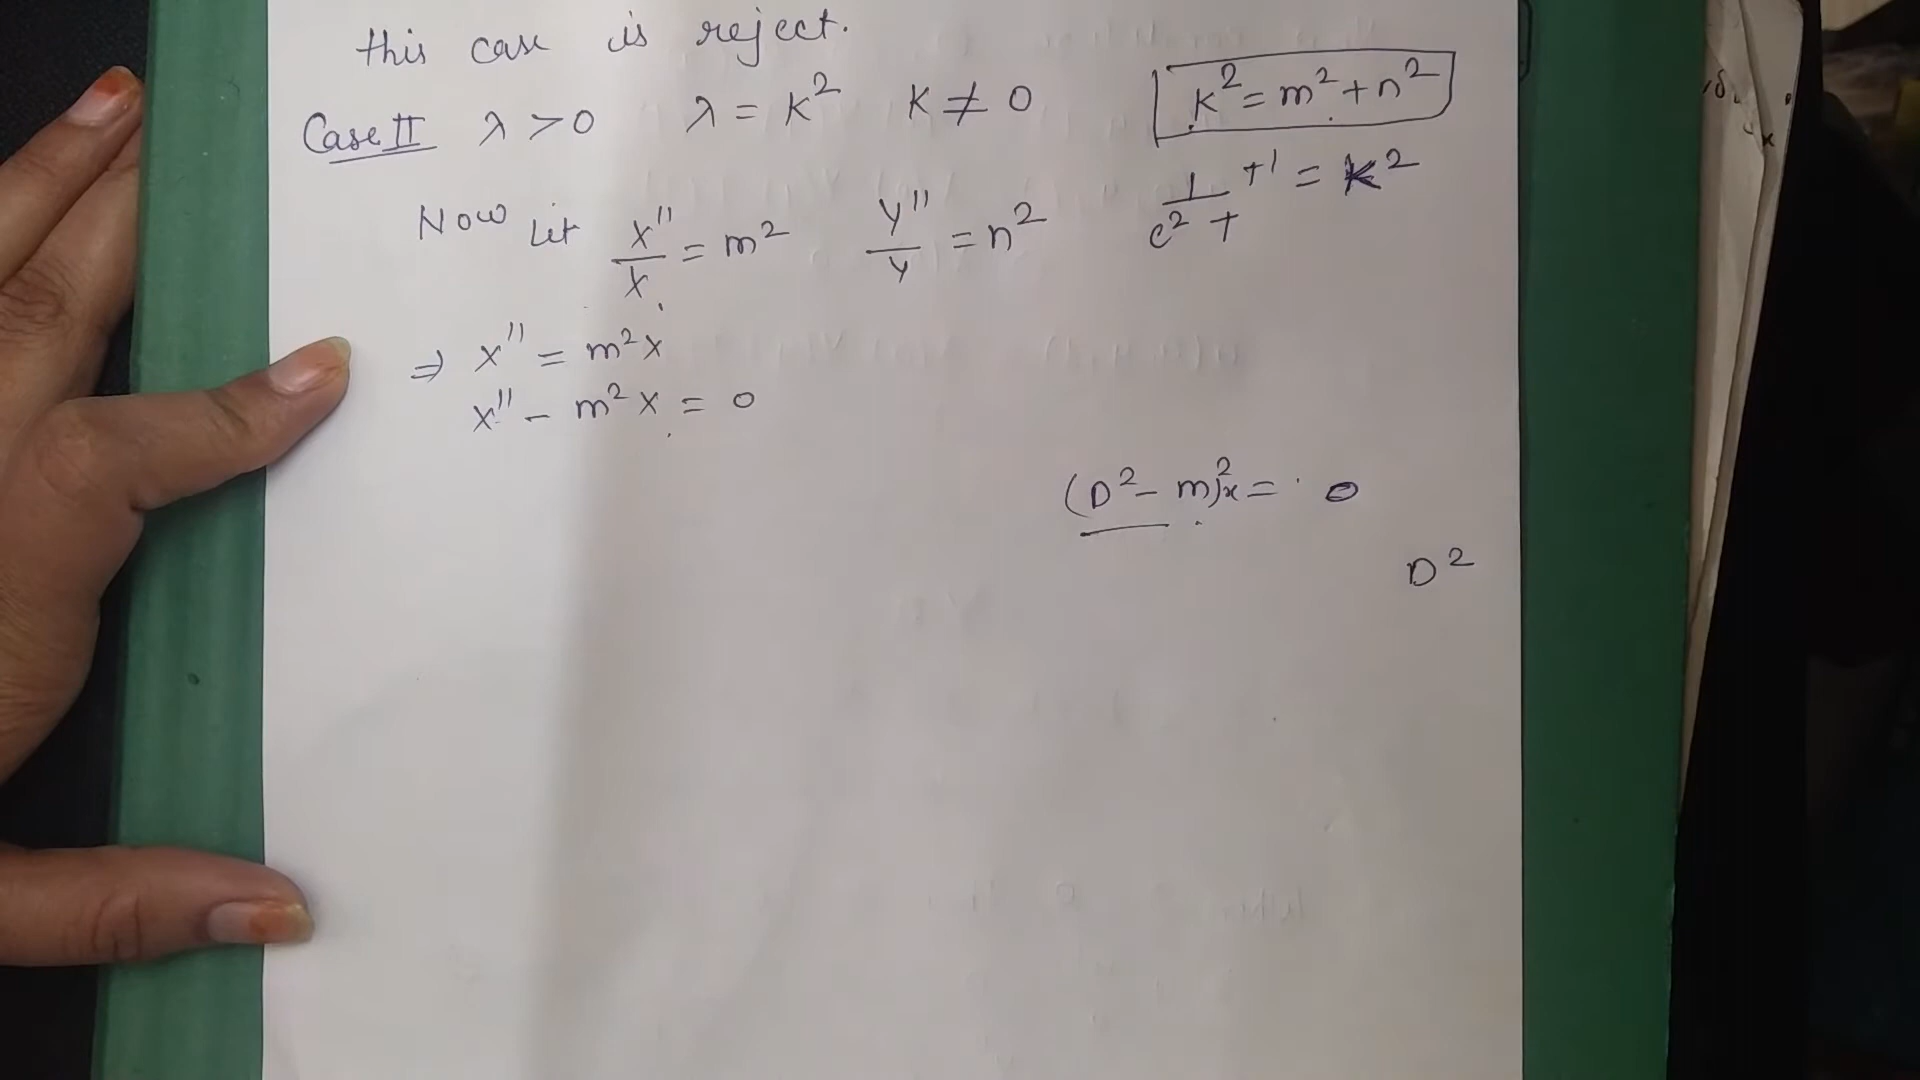 this case is reject.
Case II λ > 0 λ = K² K ≠ 0 K² = m² + n²
Now Let X''/X = m² Y''/Y = n² 1/c² T +' = K²
⇒ X'' = m²X
X'' - m²X = 0
(D² - m)²x = 0
D²